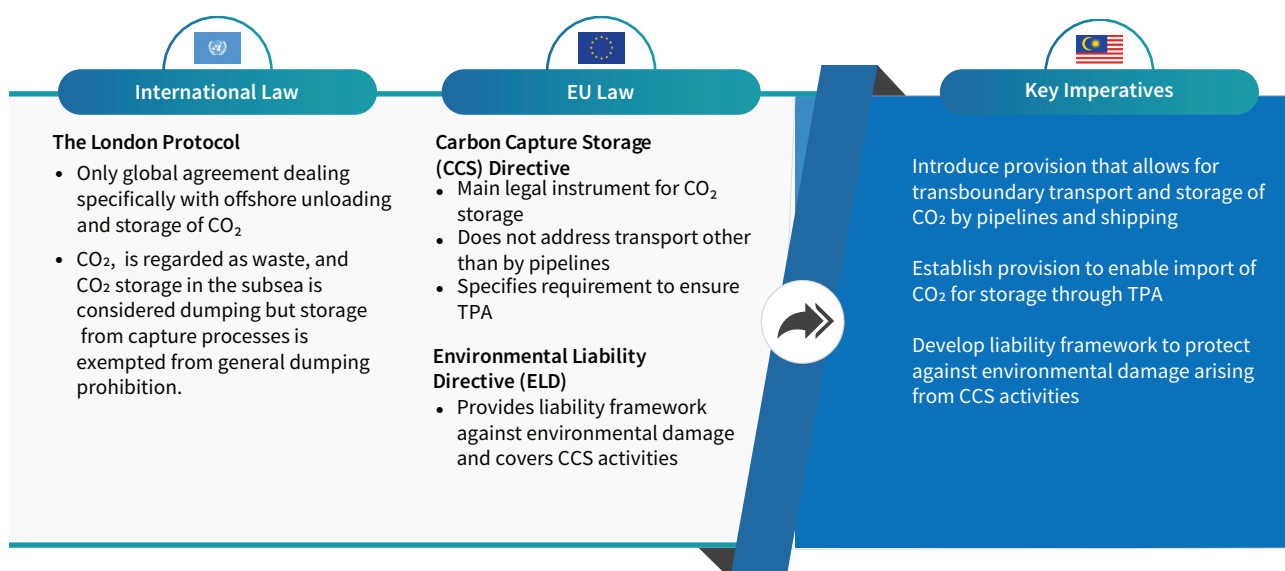 International Law
The London Protocol
• Only global agreement dealing
specifically with offshore unloading
and storage of CO₂
• CO₂, is regarded as waste, and
CO₂ storage in the subsea is
considered dumping but storage
from capture processes is
exempted from general dumping
prohibition.
EU Law
Carbon Capture Storage
(CCS) Directive
• Main legal instrument for CO₂
storage
• Does not address transport other
than by pipelines
• Specifies requirement to ensure
TPA
Environmental Liability
Directive (ELD)
• Provides liability framework
against environmental damage
and covers CCS activities
Key Imperatives
Introduce provision that allows for
transboundary transport and storage of
CO₂ by pipelines and shipping
Establish provision to enable import of
CO₂ for storage through TPA
Develop liability framework to protect
against environmental damage arising
from CCS activities